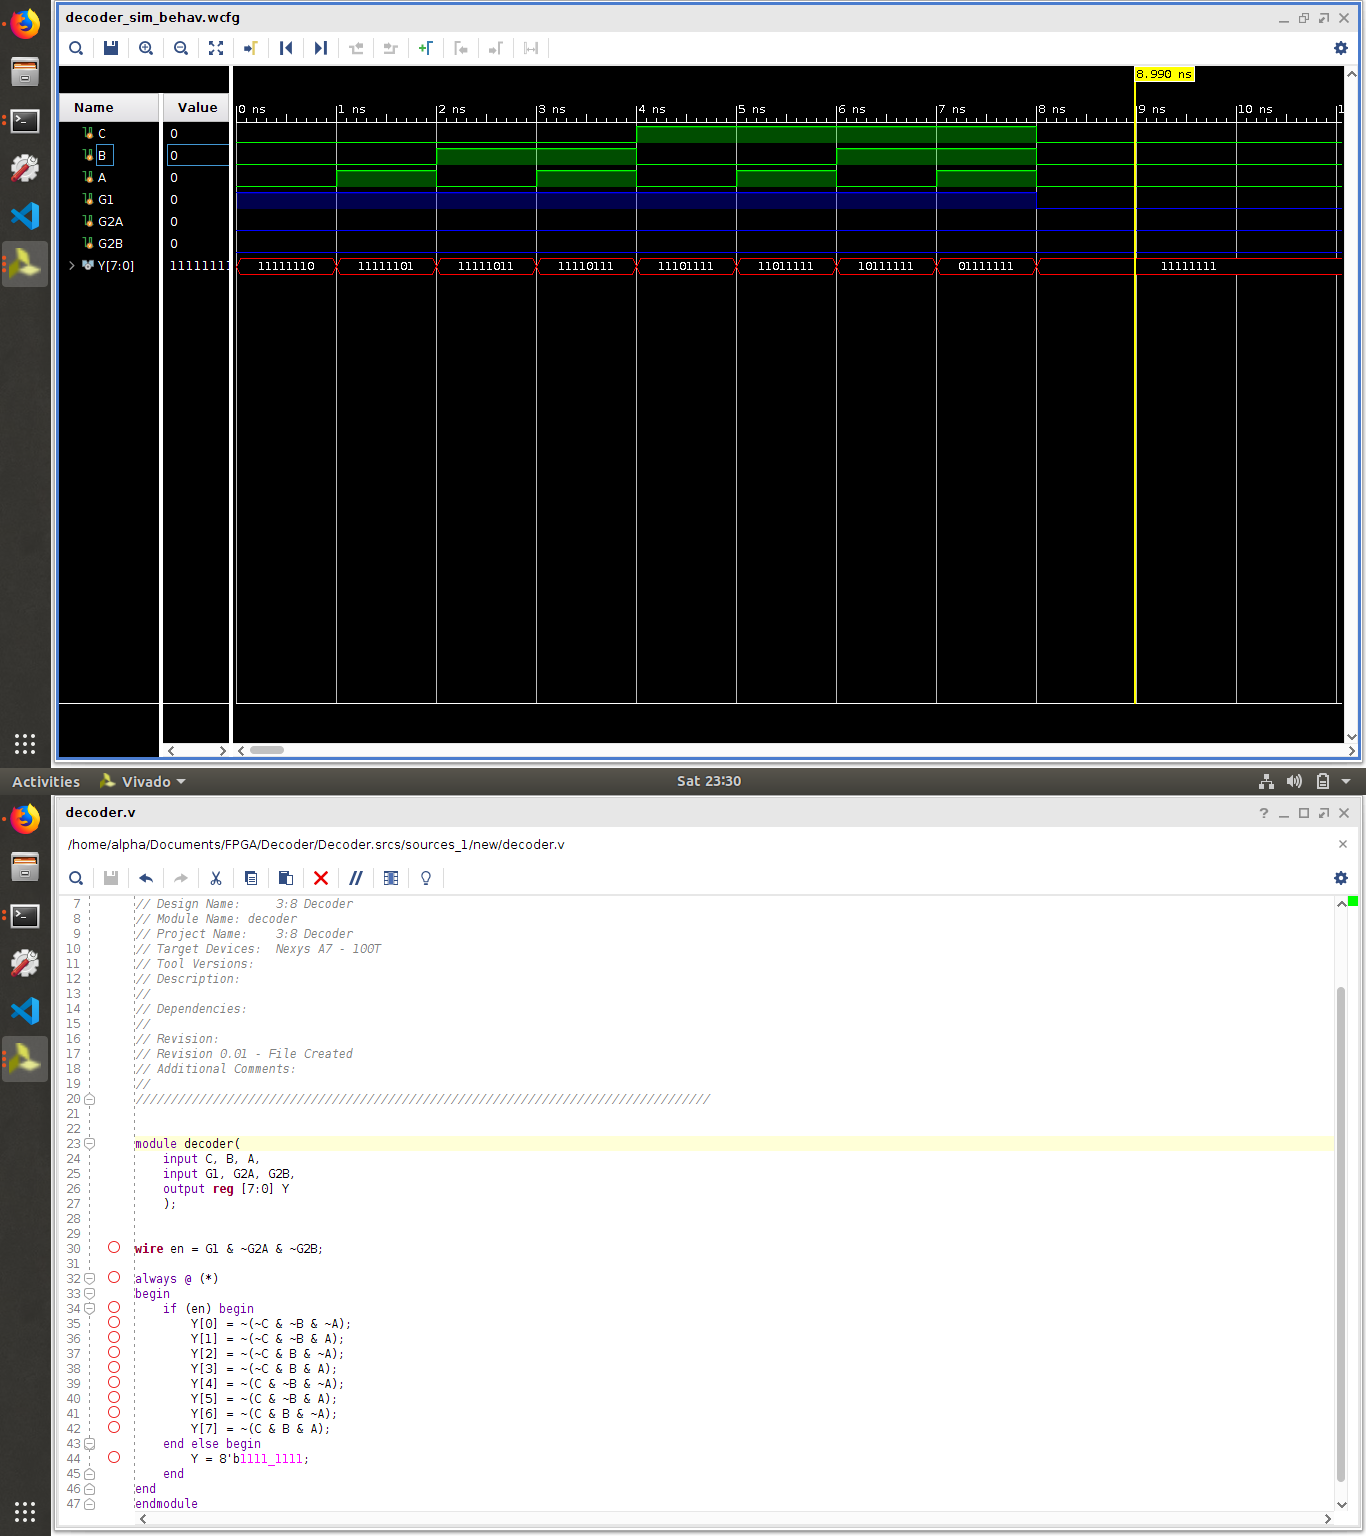 decoder_sim_behav.wcfg
8.990 ns
Name Value 0 ns 1 ns 2 ns 3 ns 4 ns 5 ns 6 ns 7 ns 8 ns 9 ns 10 ns 1
C 0
B 0
A 0
G1 0
G2A 0
G2B 0
Y[7:0] 11111111 11111110 11111101 11111011 11110111 11101111 11011111 10111111 01111111 11111111
Activities Vivado Sat 23:30
decoder.v
/home/alpha/Documents/FPGA/Decoder/Decoder.srcs/sources_1/new/decoder.v
7 // Design Name: 3:8 Decoder
8 // Module Name: decoder
9 // Project Name: 3:8 Decoder
10 // Target Devices: Nexys A7 - 100T
11 // Tool Versions:
12 // Description:
13 //
14 // Dependencies:
15 //
16 // Revision:
17 // Revision 0.01 - File Created
18 // Additional Comments:
19 //
20 //////////////////////////////////////////////////////////////////////////////////
21
22
23 module decoder(
24 input C, B, A,
25 input G1, G2A, G2B,
26 output reg [7:0] Y
27 );
28
29
30 wire en = G1 & ~G2A & ~G2B;
31
32 always @ (*)
33 begin
34 if (en) begin
35 Y[0] = ~(~C & ~B & ~A);
36 Y[1] = ~(~C & ~B & A);
37 Y[2] = ~(~C & B & ~A);
38 Y[3] = ~(~C & B & A);
39 Y[4] = ~(C & ~B & ~A);
40 Y[5] = ~(C & ~B & A);
41 Y[6] = ~(C & B & ~A);
42 Y[7] = ~(C & B & A);
43 end else begin
44 Y = 8'b1111_1111;
45 end
46 end
47 endmodule